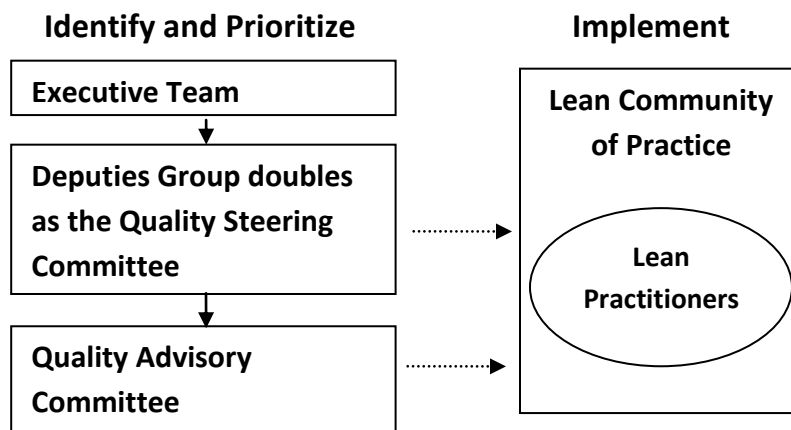 Identify and Prioritize
Executive Team
Deputies Group doubles
as the Quality Steering
Committee
Quality Advisory
Committee
Implement
Lean Community
of Practice
Lean
Practitioners